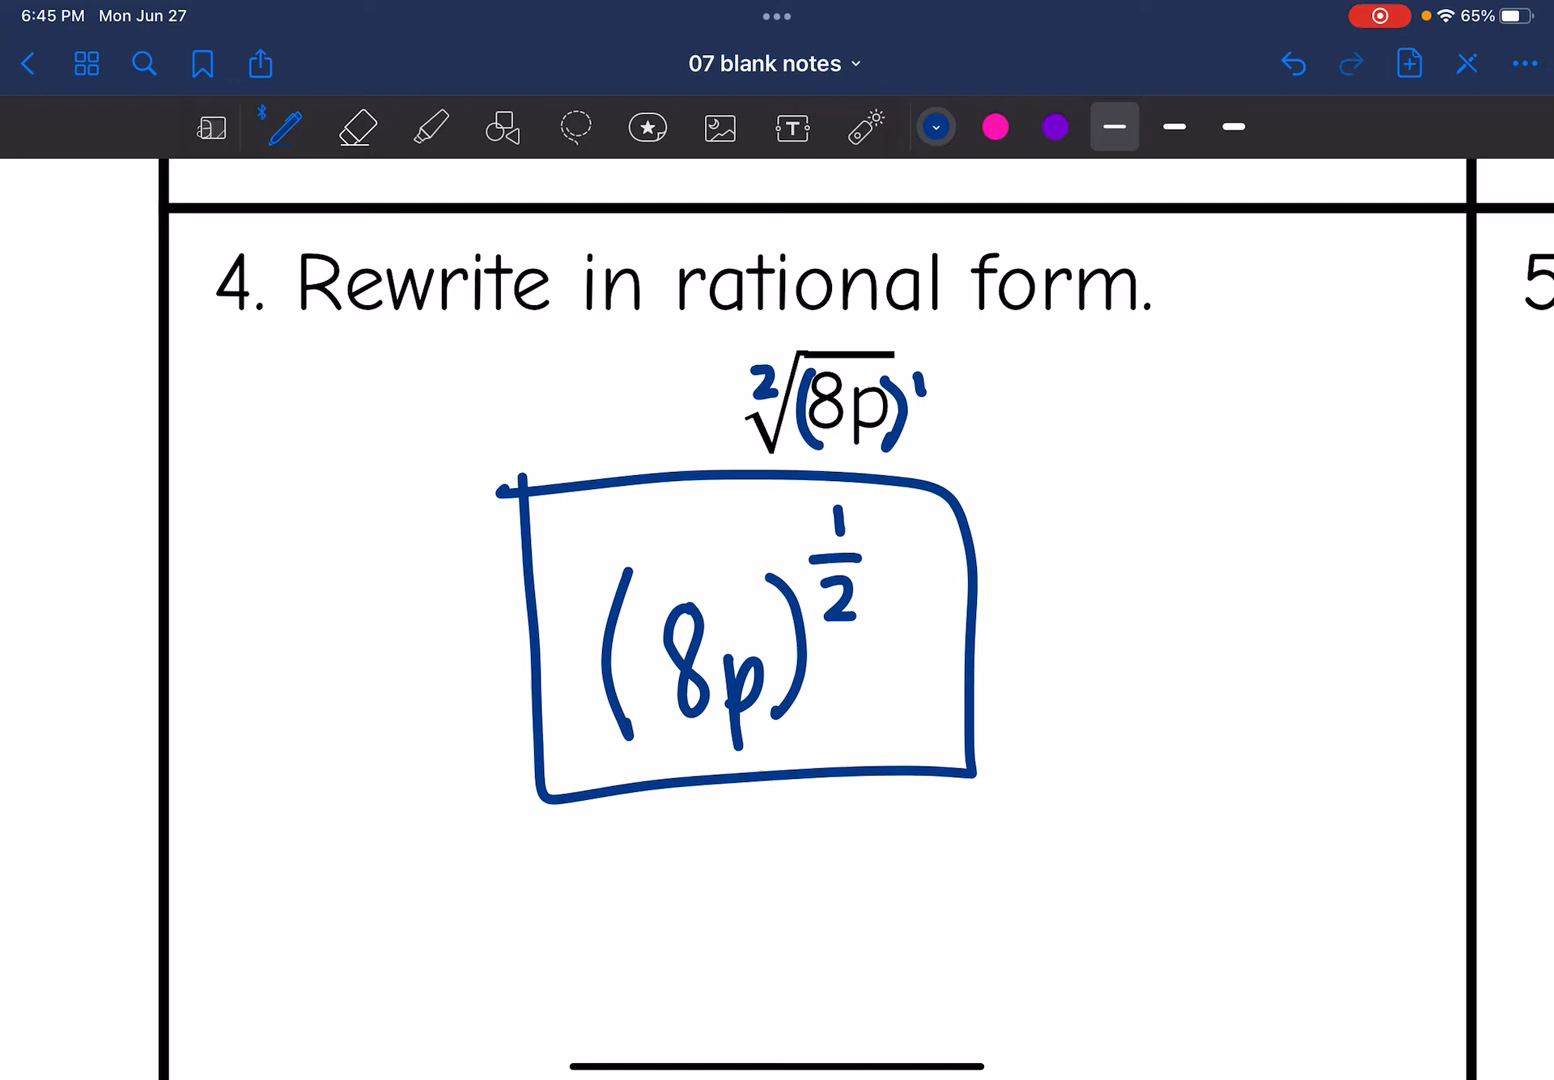 6:45 PM Mon Jun 27
65%
07 blank notes
T
4. Rewrite in rational form.
5
²√(8p)¹
(8p)^(1/2)